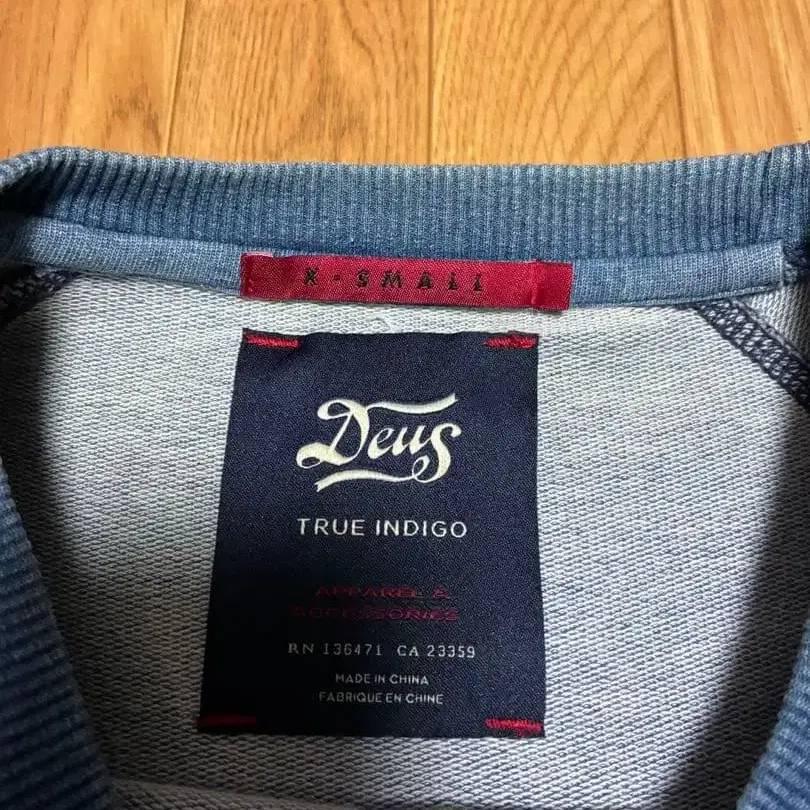 X-SMALL
Deus
TRUE INDIGO
APPAREL &
ACCESSORIES
RN 136471 CA 23359
MADE IN CHINA
FABRIQUE EN CHINE